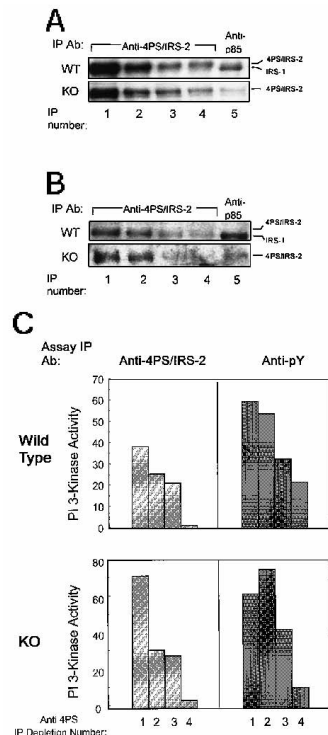 A
IP Ab: Anti-4PS/IRS-2 Anti-p85
WT 4PS/IRS-2
IRS-1
KO 4PS/IRS-2
IP number: 1 2 3 4 5
B
IP Ab: Anti-4PS/IRS-2 Anti-p85
WT 4PS/IRS-2
IRS-1
KO 4PS/IRS-2
IP number: 1 2 3 4 5
C
Assay IP Ab: Anti-4PS/IRS-2 Anti-pY
Wild Type
PI 3-Kinase Activity
70
60
50
40
30
20
10
0
KO
PI 3-Kinase Activity
80
60
40
20
0
Anti 4PS
IP Depletion Number: 1 2 3 4 1 2 3 4